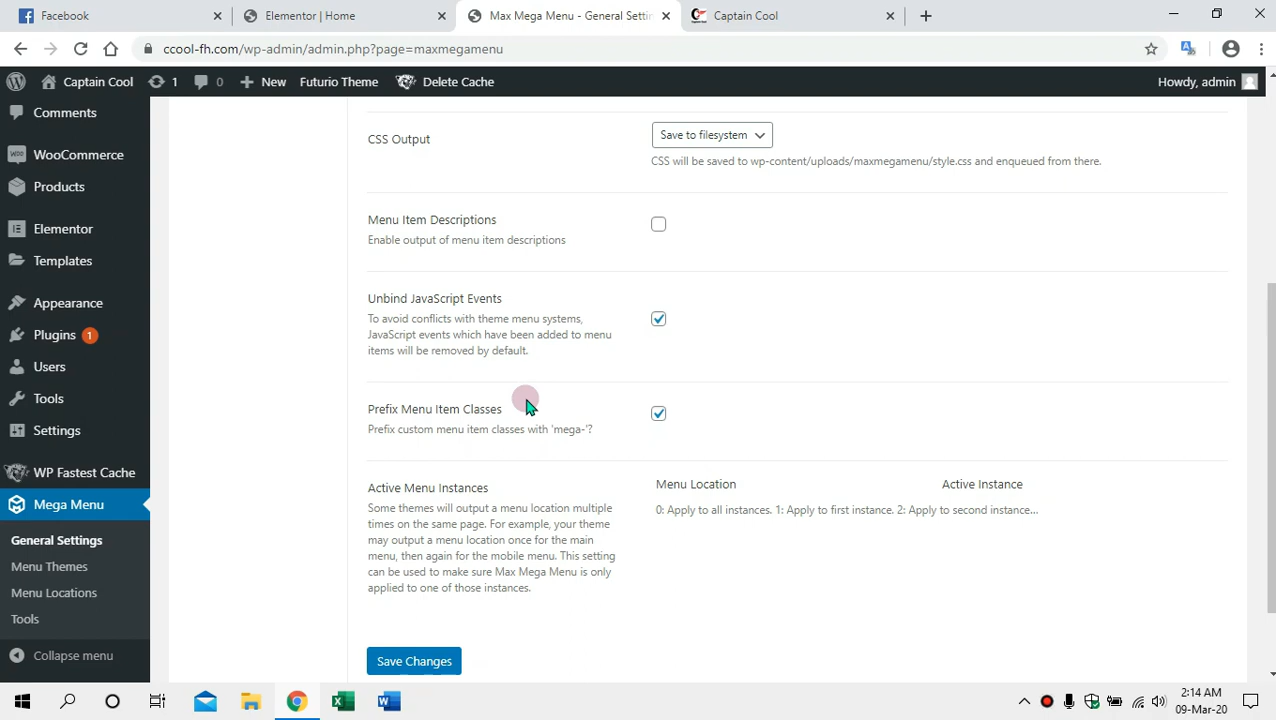 Facebook
Elementor | Home
Max Mega Menu - General Settin
Captain Cool
ccool-fh.com/wp-admin/admin.php?page=maxmegamenu
Captain Cool
1
0
New
Futurio Theme
Delete Cache
Howdy, admin
Comments
WooCommerce
Products
Elementor
Templates
Appearance
Plugins 1
Users
Tools
Settings
WP Fastest Cache
Mega Menu
General Settings
Menu Themes
Menu Locations
Tools
Collapse menu
CSS Output
Save to filesystem
CSS will be saved to wp-content/uploads/maxmegamenu/style.css and enqueued from there.
Menu Item Descriptions
Enable output of menu item descriptions
Unbind JavaScript Events
To avoid conflicts with theme menu systems,
JavaScript events which have been added to menu
items will be removed by default.
Prefix Menu Item Classes
Prefix custom menu item classes with 'mega-'?
Active Menu Instances
Some themes will output a menu location multiple
times on the same page. For example, your theme
may output a menu location once for the main
menu, then again for the mobile menu. This setting
can be used to make sure Max Mega Menu is only
applied to one of those instances.
Menu Location
Active Instance
0: Apply to all instances. 1: Apply to first instance. 2: Apply to second instance...
Save Changes
2:14 AM
09-Mar-20